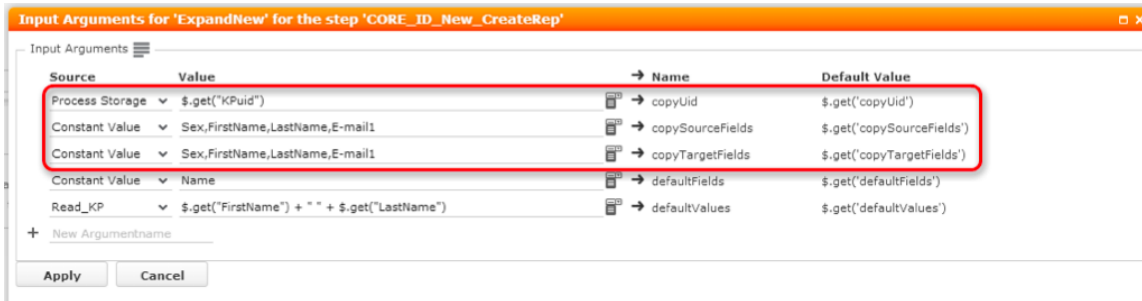 Input Arguments for 'ExpandNew' for the step 'CORE_ID_New_CreateRep'
Input Arguments
Source Value → Name Default Value
Process Storage $.get("KPuid") → copyUid $.get('copyUid')
Constant Value Sex,FirstName,LastName,E-mail1 → copySourceFields $.get('copySourceFields')
Constant Value Sex,FirstName,LastName,E-mail1 → copyTargetFields $.get('copyTargetFields')
Constant Value Name → defaultFields $.get('defaultFields')
Read_KP $.get("FirstName") + " " + $.get("LastName") → defaultValues $.get('defaultValues')
+ New Argumentname
Apply Cancel